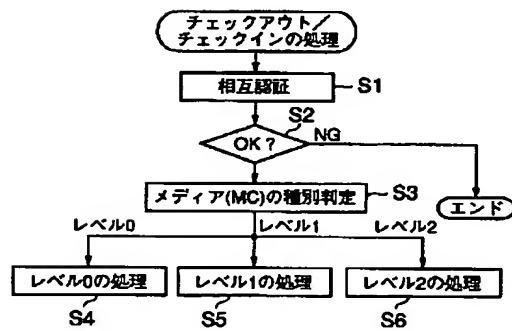 チェックアウト／
チェックインの処理
相互認証
S1
S2
OK？
NG
メディア(MC)の種別判定
S3
エンド
レベル0
レベル1
レベル2
レベル0の処理
レベル1の処理
レベル2の処理
S4
S5
S6